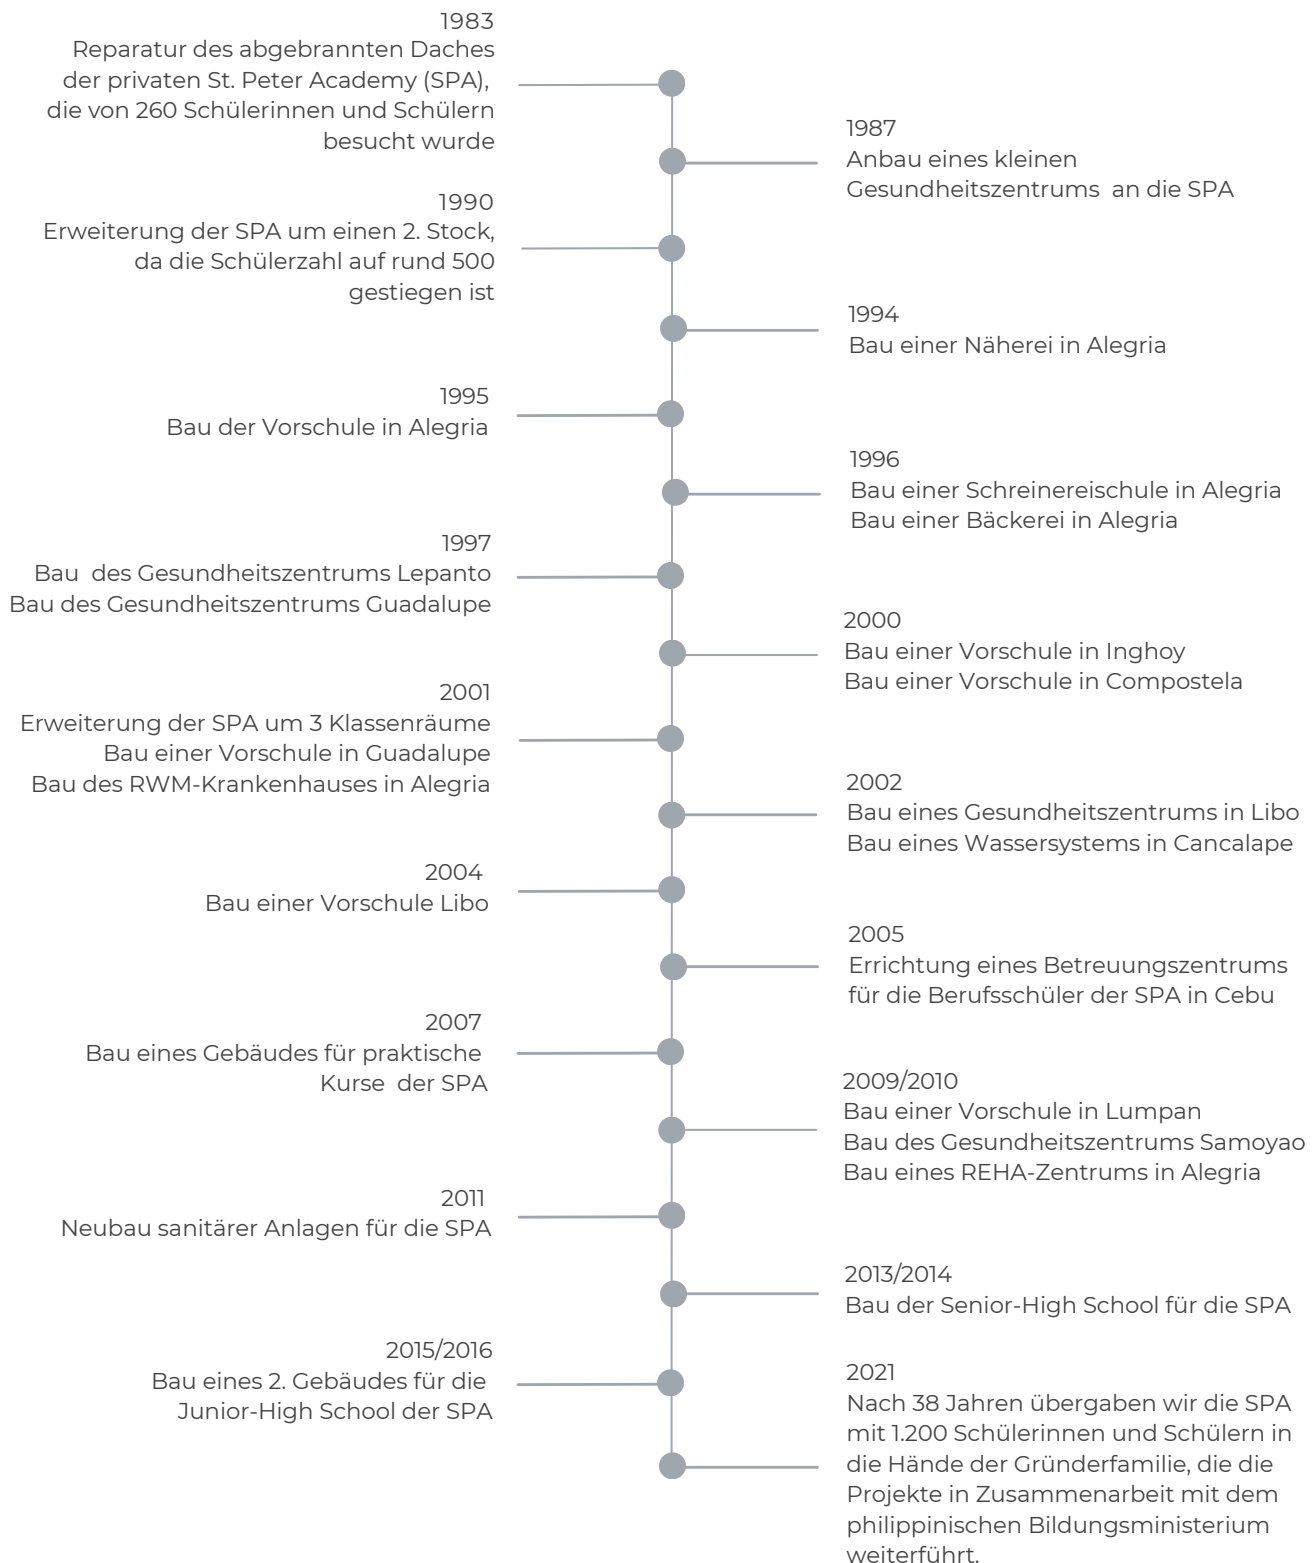 1983
Reparatur des abgebrannten Daches
der privaten St. Peter Academy (SPA),
die von 260 Schülerinnen und Schülern
besucht wurde
1987
Anbau eines kleinen
Gesundheitszentrums an die SPA
1990
Erweiterung der SPA um einen 2. Stock,
da die Schülerzahl auf rund 500
gestiegen ist
1994
Bau einer Näherei in Alegria
1995
Bau der Vorschule in Alegria
1996
Bau einer Schreinereischule in Alegria
Bau einer Bäckerei in Alegria
1997
Bau des Gesundheitszentrums Lepanto
Bau des Gesundheitszentrums Guadalupe
2000
Bau einer Vorschule in Inghoy
Bau einer Vorschule in Compostela
2001
Erweiterung der SPA um 3 Klassenräume
Bau einer Vorschule in Guadalupe
Bau des RWM-Krankenhauses in Alegria
2002
Bau eines Gesundheitszentrums in Libo
Bau eines Wassersystems in Cancalape
2004
Bau einer Vorschule Libo
2005
Errichtung eines Betreuungszentrums
für die Berufsschüler der SPA in Cebu
2007
Bau eines Gebäudes für praktische
Kurse der SPA
2009/2010
Bau einer Vorschule in Lumpan
Bau des Gesundheitszentrums Samoyao
Bau eines REHA-Zentrums in Alegria
2011
Neubau sanitärer Anlagen für die SPA
2013/2014
Bau der Senior-High School für die SPA
2015/2016
Bau eines 2. Gebäudes für die
Junior-High School der SPA
2021
Nach 38 Jahren übergaben wir die SPA
mit 1.200 Schülerinnen und Schülern in
die Hände der Gründerfamilie, die die
Projekte in Zusammenarbeit mit dem
philippinischen Bildungsministerium
weiterführt.